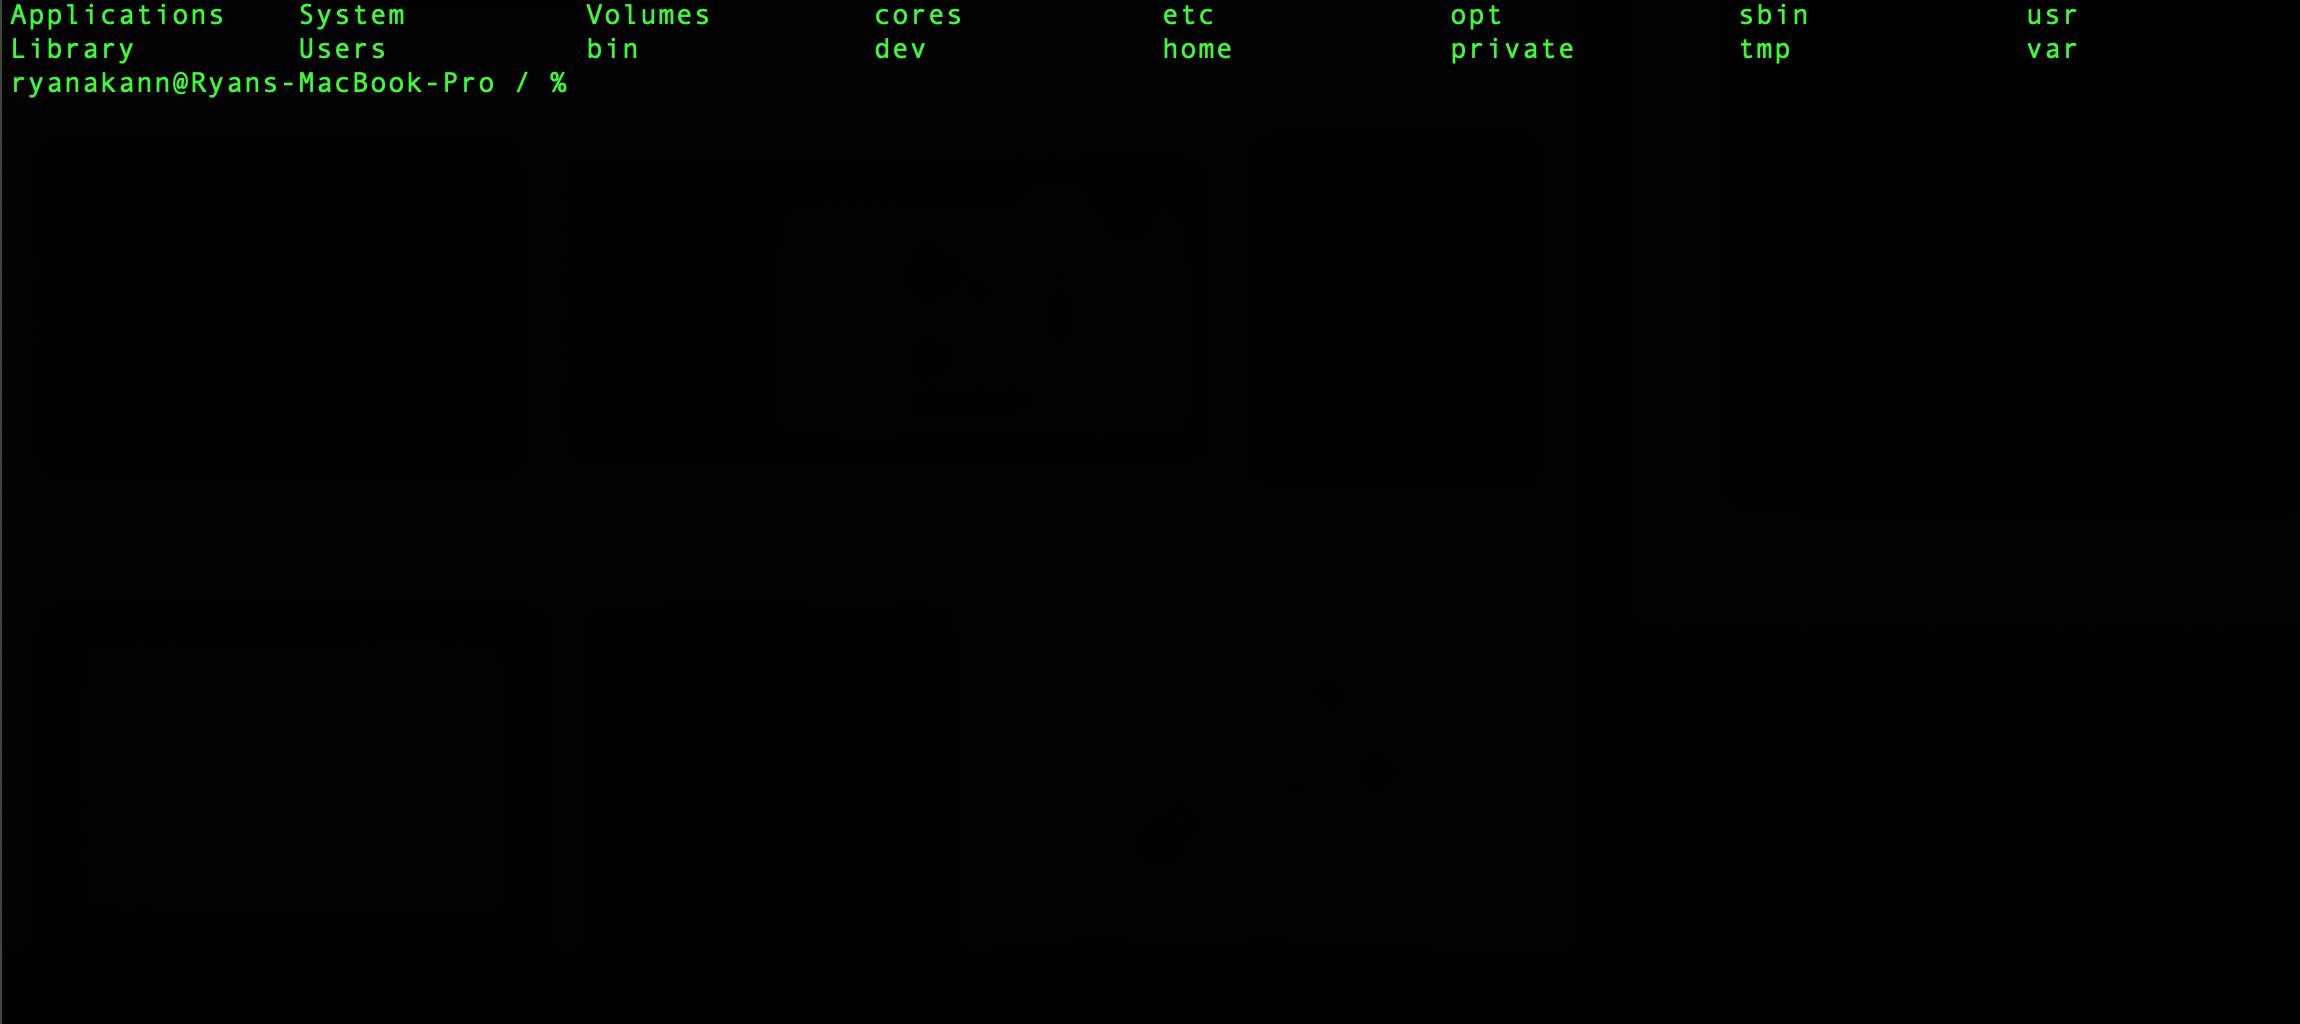 Applications System Volumes cores etc opt sbin usr
Library Users bin dev home private tmp var
ryanakann@Ryans-MacBook-Pro / %